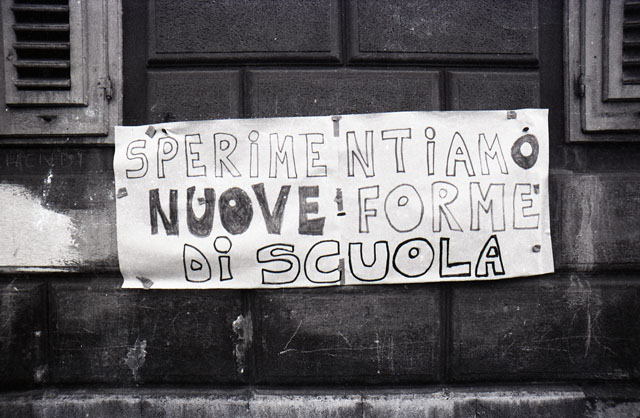 SPERIMENTIAMO
NUOVE FORME
DI SCUOLA